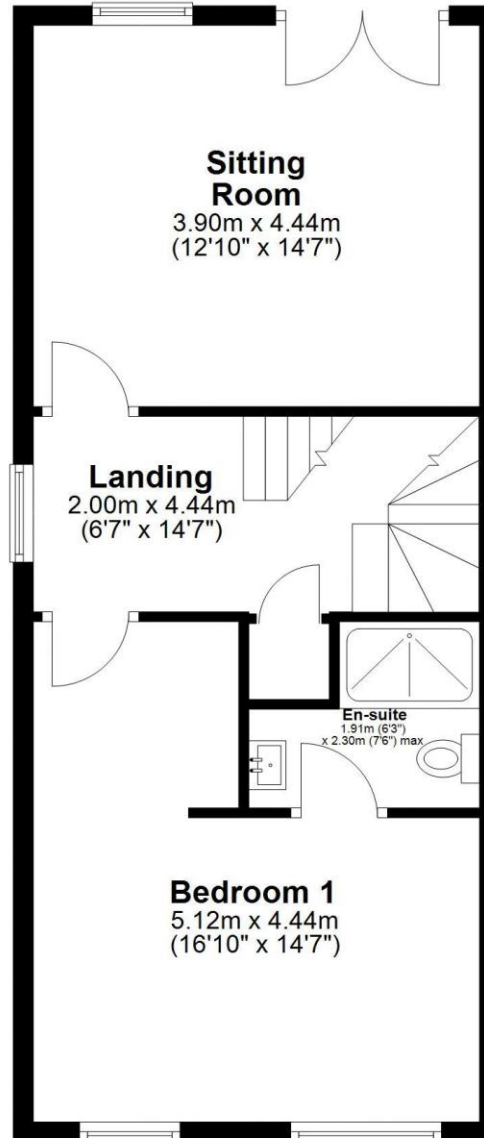 Sitting
Room
3.90m x 4.44m
(12'10" x 14'7")
Landing
2.00m x 4.44m
(6'7" x 14'7")
En-suite
1.91m (6'3")
x 2.30m (7'6") max
Bedroom 1
5.12m x 4.44m
(16'10" x 14'7")